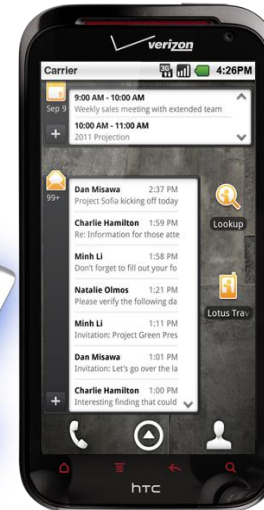 verizon
Carrier 3G 4:26PM
9:00 AM - 10:00 AM
Sep 9 Weekly sales meeting with extended team
10:00 AM - 11:00 AM
2011 Projection
Dan Misawa 2:37 PM
99+ Project Sofia kicking off today
Charlie Hamilton 1:59 PM
Re: Information for those atte
Lookup
Minh Li 1:58 PM
Don't forget to fill out your fo
Natalie Olmos 1:21 PM
Please verify the following da
Minh Li 1:11 PM
Lotus Trav
Invitation: Project Green Pres
Dan Misawa 1:01 PM
Invitation: Let's go over the la
Charlie Hamilton 1:00 PM
Interesting finding that could
hTC